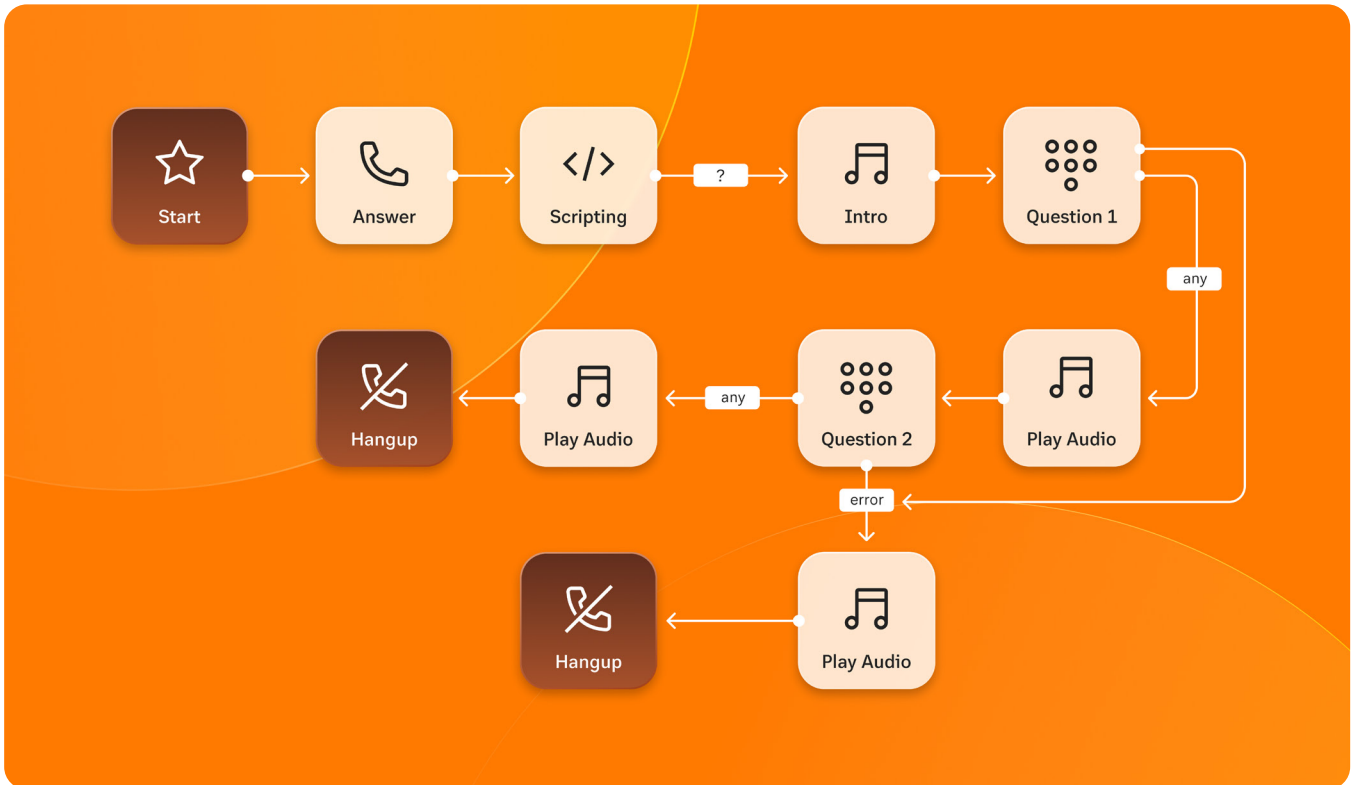 Start
Answer
Scripting
?
Intro
Question 1
any
Hangup
Play Audio
any
Question 2
Play Audio
error
Hangup
Play Audio